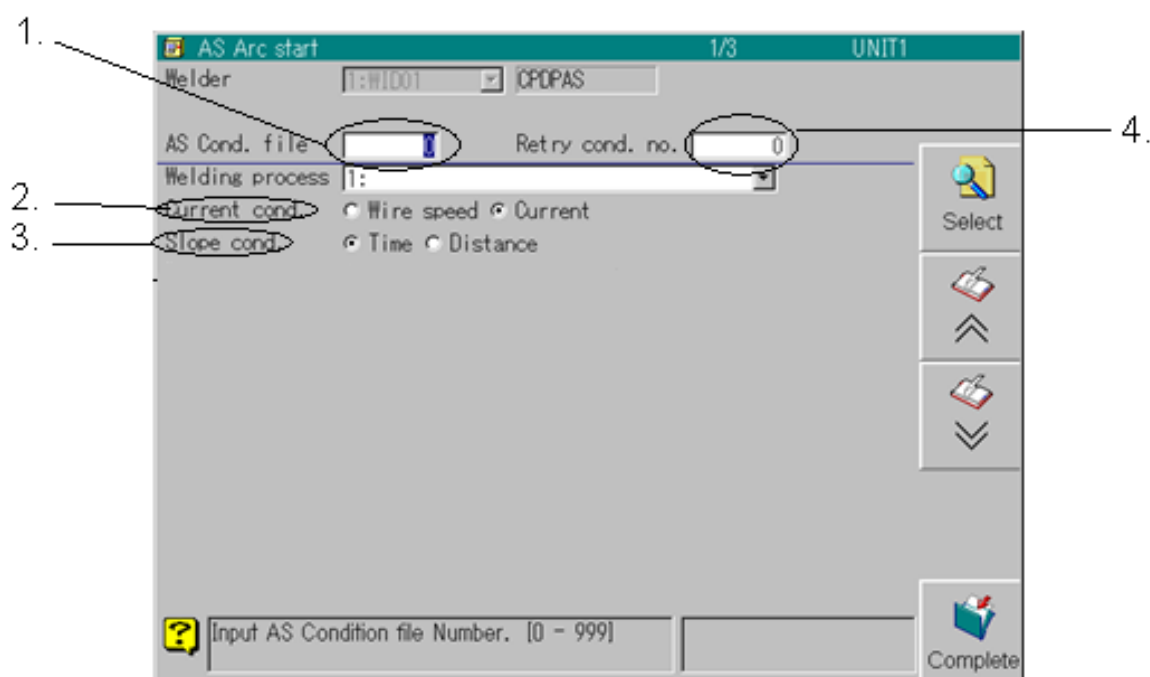 1.
AS Arc start 1/3 UNIT1
Welder 1:WID01 CPDPAS
4.
AS Cond. file 0 Retry cond. no. 0
Welding process 1:
2.
Current cond. Wire speed Current
Select
3.
Slope cond. Time Distance
Input AS Condition file Number. [0 - 999]
Complete